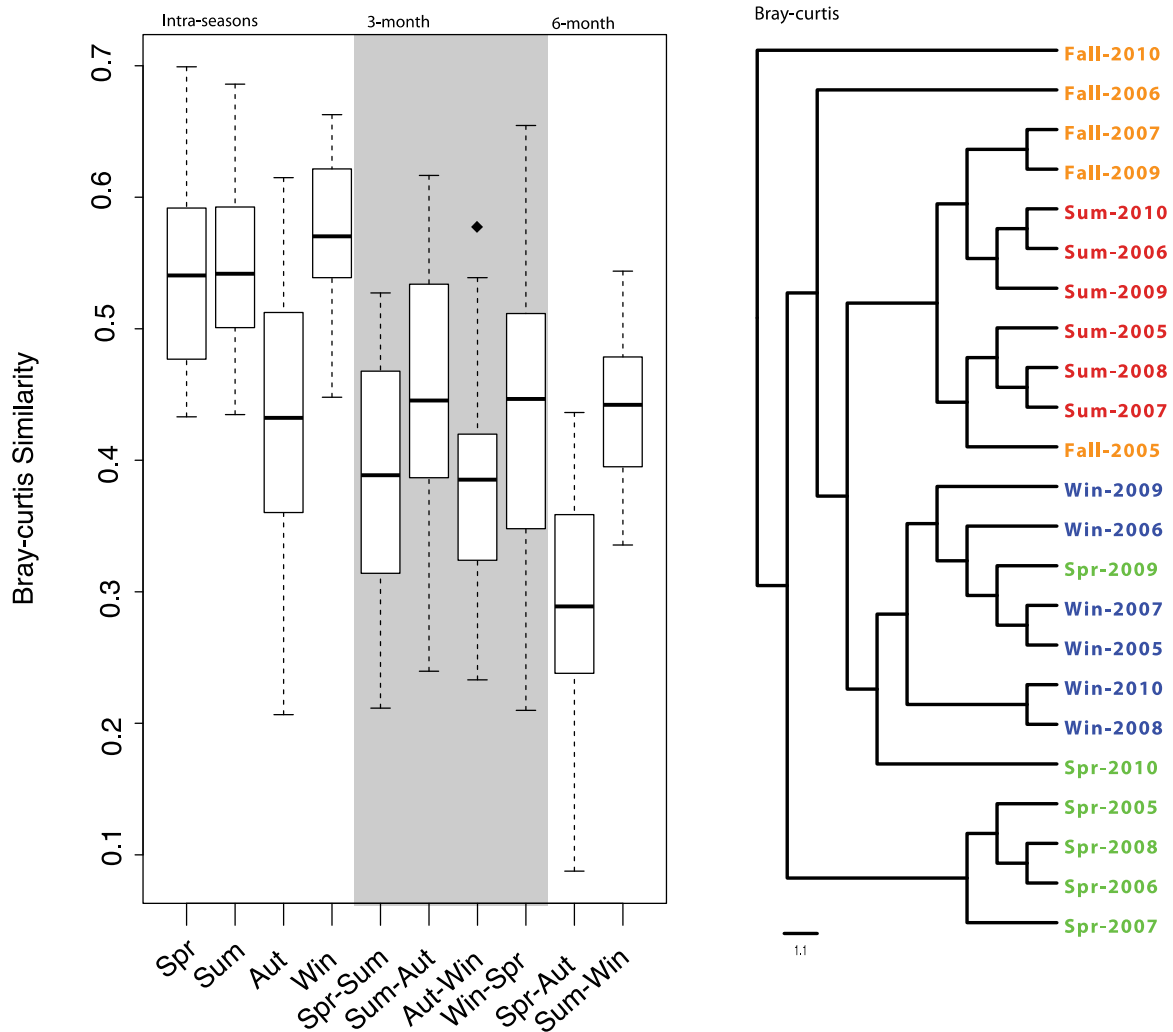 Intra-seasons 3-month 6-month
Bray-curtis Similarity
0.7
0.6
0.5
0.4
0.3
0.2
0.1
Spr
Sum
Aut
Win
Spr-Sum
Sum-Aut
Aut-Win
Win-Spr
Spr-Aut
Sum-Win
Bray-curtis
Fall-2010
Fall-2006
Fall-2007
Fall-2009
Sum-2010
Sum-2006
Sum-2009
Sum-2005
Sum-2008
Sum-2007
Fall-2005
Win-2009
Win-2006
Spr-2009
Win-2007
Win-2005
Win-2010
Win-2008
Spr-2010
Spr-2005
Spr-2008
Spr-2006
Spr-2007
1.1